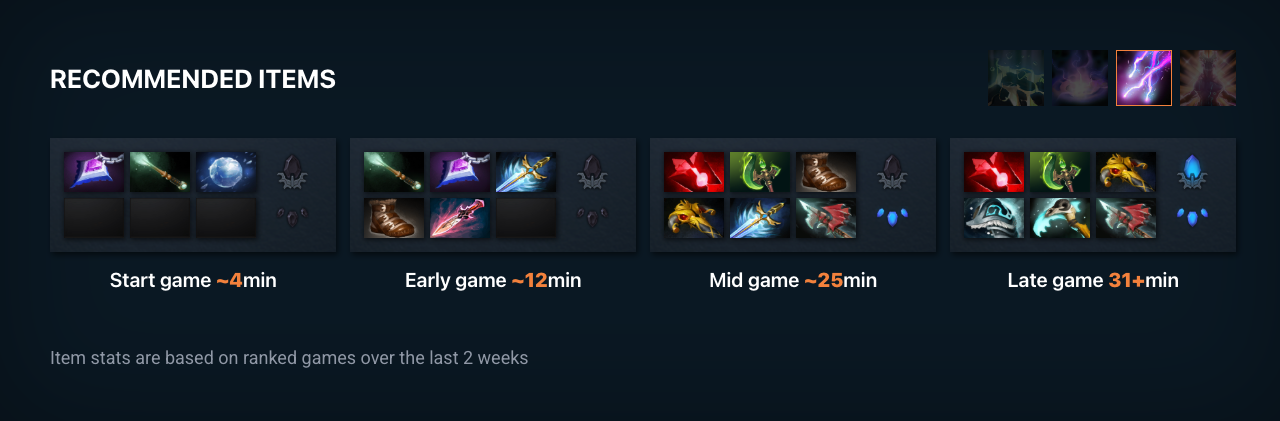 RECOMMENDED ITEMS
Start game ~4min
Early game ~12min
Mid game ~25min
Late game 31+min
Item stats are based on ranked games over the last 2 weeks